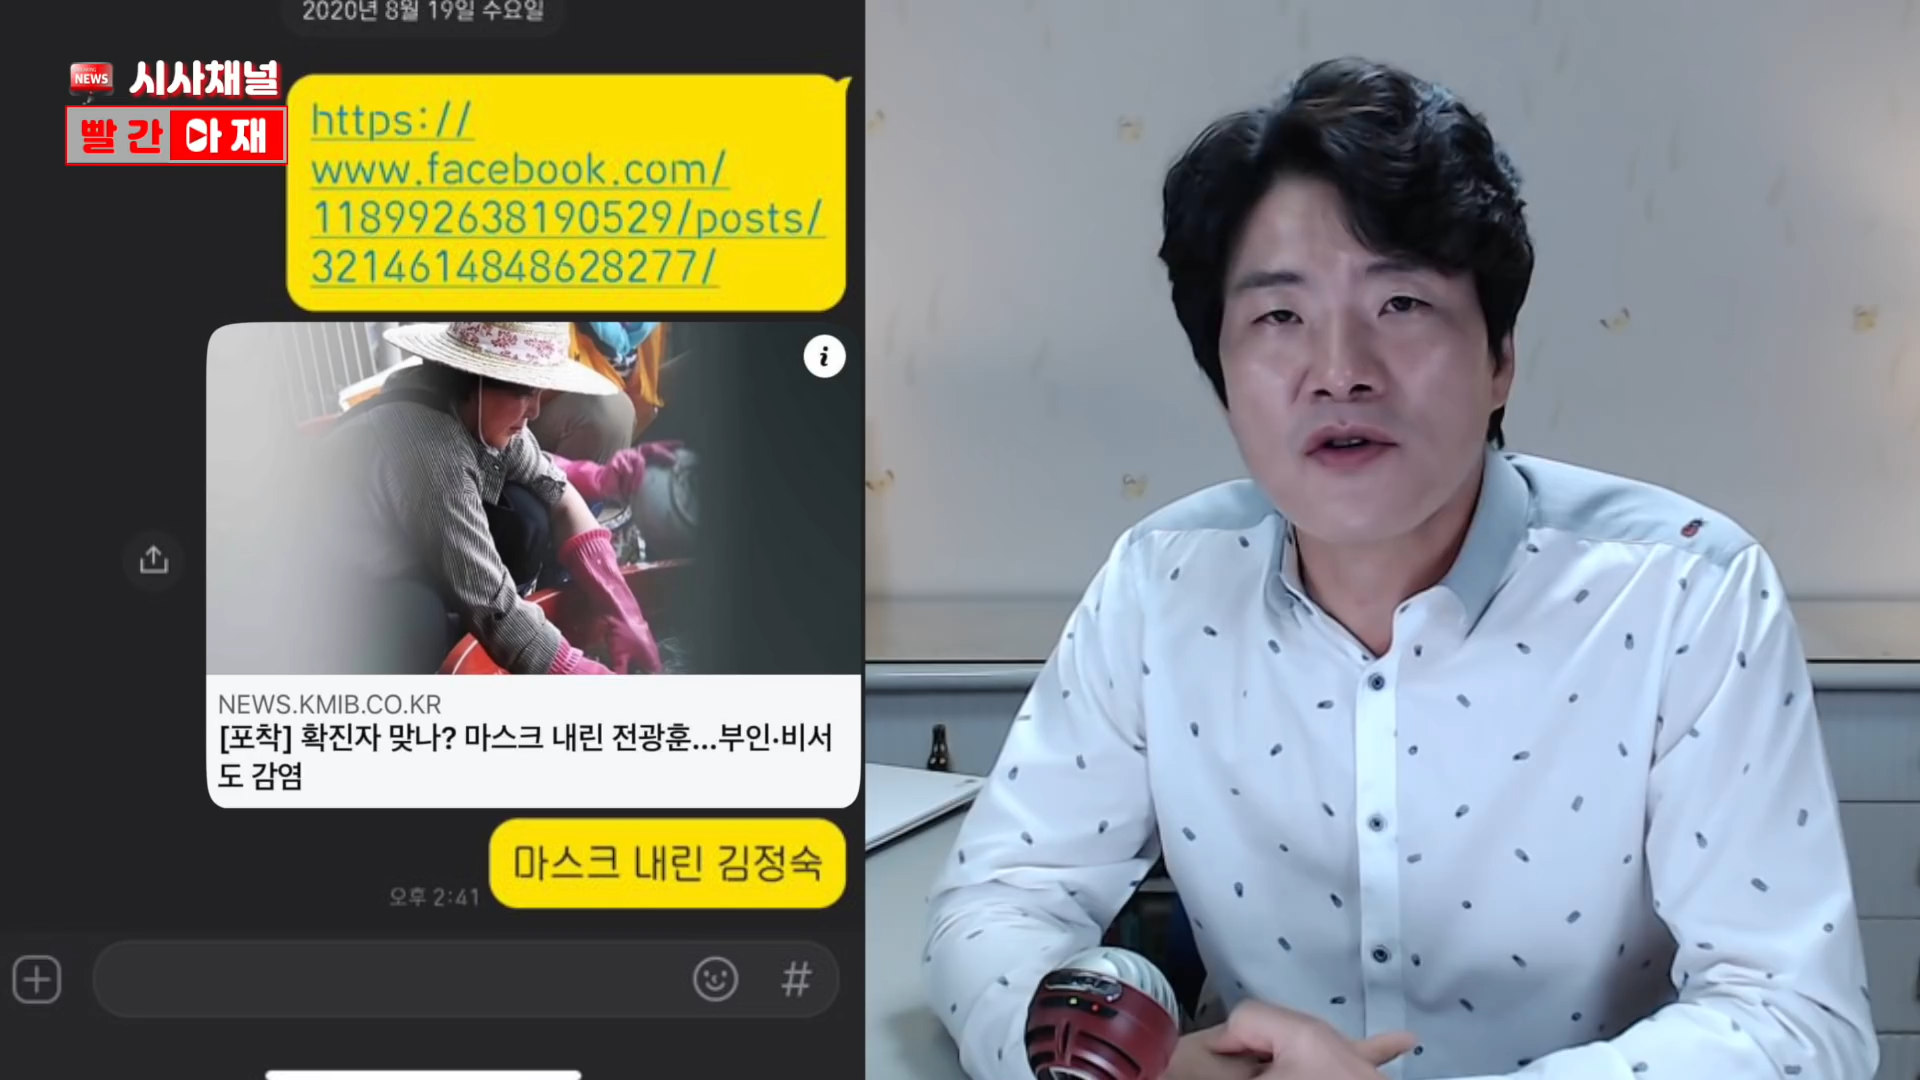 2020년 8월 19일 수요일
NEWS 시사채널
빨간아재
https://
www.facebook.com/
118992638190529/posts/
3214614848628277/
NEWS.KMIB.CO.KR
[포착] 확진자 맞나? 마스크 내린 전광훈...부인·비서
도 감염
마스크 내린 김정숙
오후 2:41
#